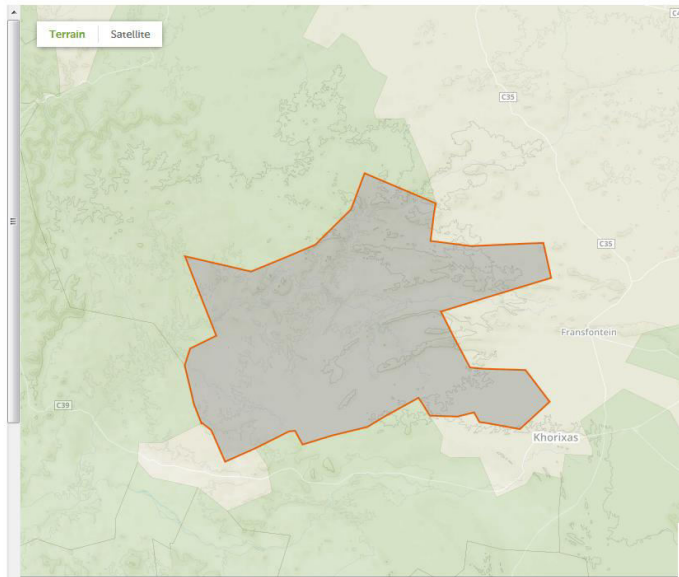 Terrain
Satellite
C35
C35
Fransfontein
C39
Khorixas